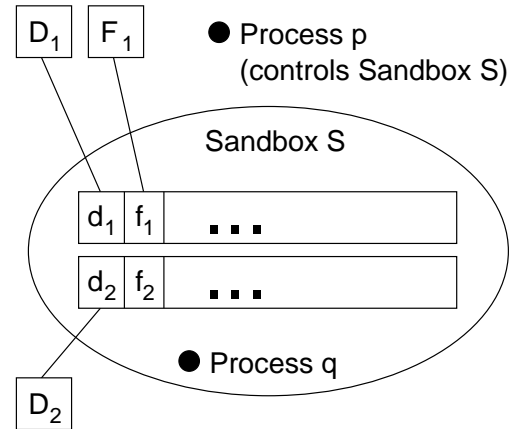 D₁ F₁ Process p
(controls Sandbox S)
Sandbox S
d₁ f₁ ...
d₂ f₂ ...
Process q
D₂